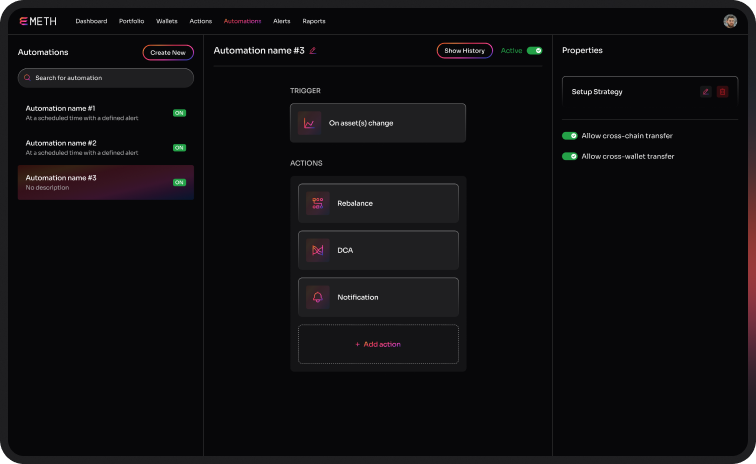 METH
Dashboard Portfolio Wallets Actions Automations Alerts Reports
Automations
Create New
Search for automation
Automation name #1
At a scheduled time with a defined alert
ON
Automation name #2
At a scheduled time with a defined alert
ON
Automation name #3
No description
ON
Automation name #3
Show History
Active
TRIGGER
On asset(s) change
ACTIONS
Rebalance
DCA
Notification
+ Add action
Properties
Setup Strategy
Allow cross-chain transfer
Allow cross-wallet transfer